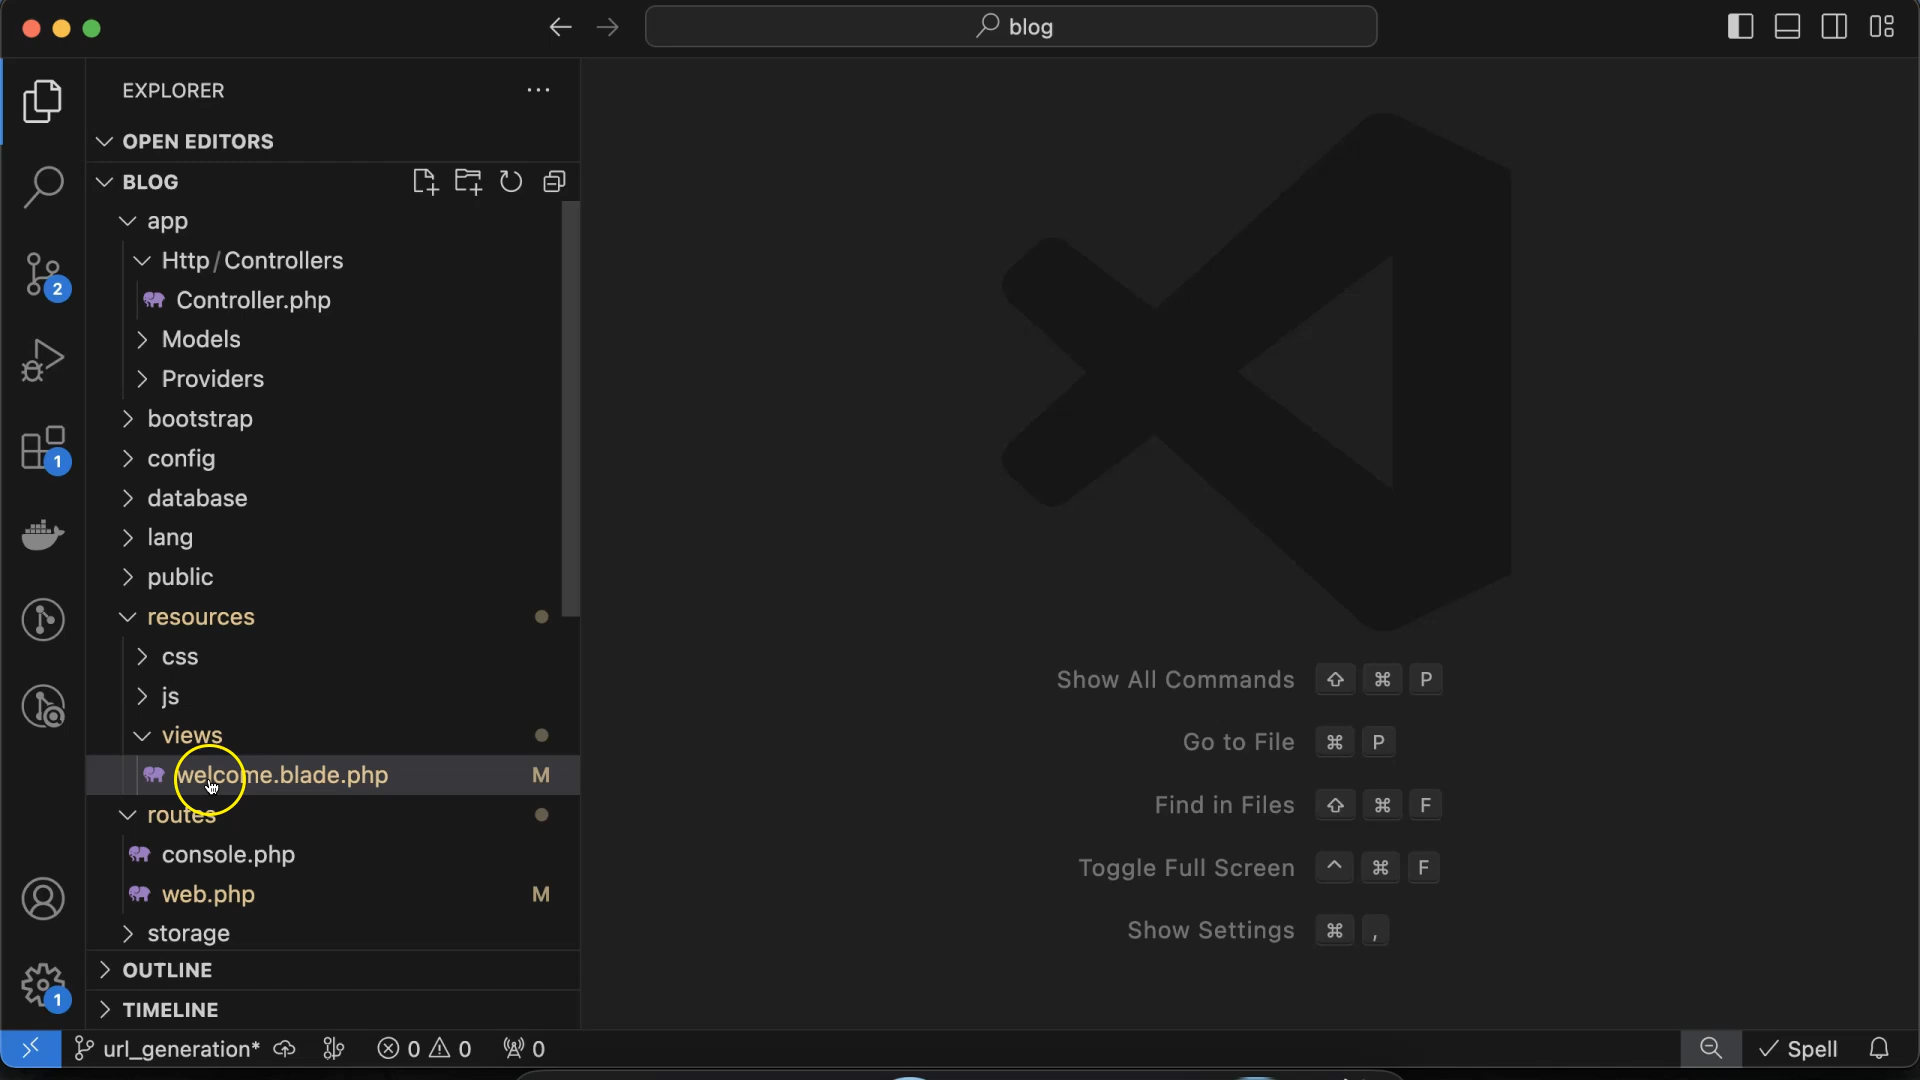 blog
EXPLORER
OPEN EDITORS
BLOG
app
Http / Controllers
Controller.php
Models
Providers
bootstrap
config
database
lang
public
resources
css
js
views
welcome.blade.php M
routes
console.php
web.php M
storage
OUTLINE
TIMELINE
2
1
1
Show All Commands ⇧ ⌘ P
Go to File ⌘ P
Find in Files ⇧ ⌘ F
Toggle Full Screen ^ ⌘ F
Show Settings ⌘ ,
url_generation* 0 0 0 Spell